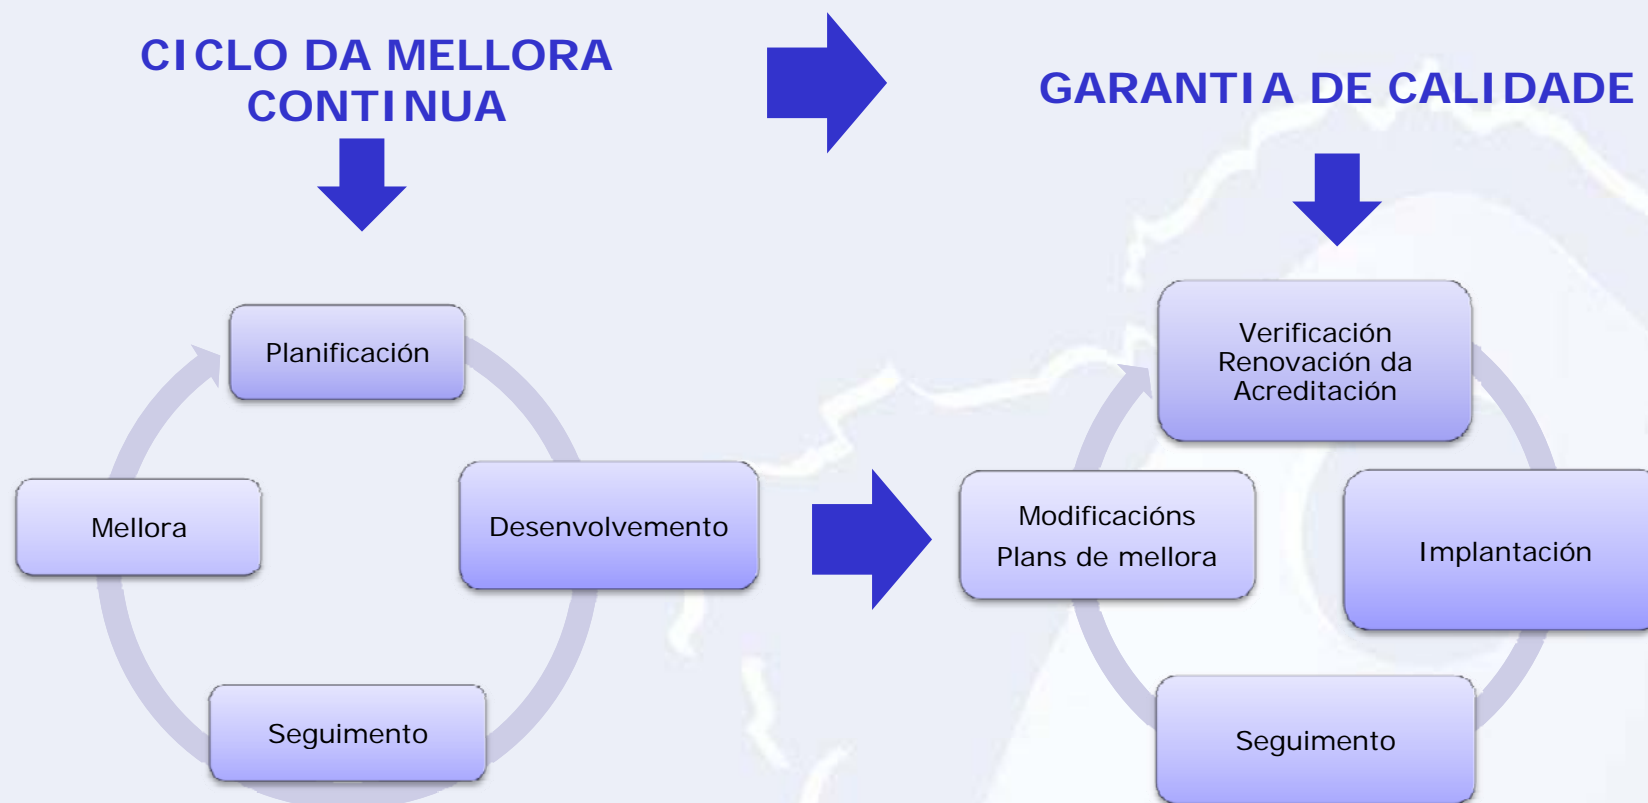 CICLO DA MELLORA
CONTINUA
GARANTIA DE CALIDADE
Planificación
Desenvolvemento
Seguimento
Mellora
Verificación
Renovación da
Acreditación
Implantación
Seguimento
Modificacións
Plans de mellora